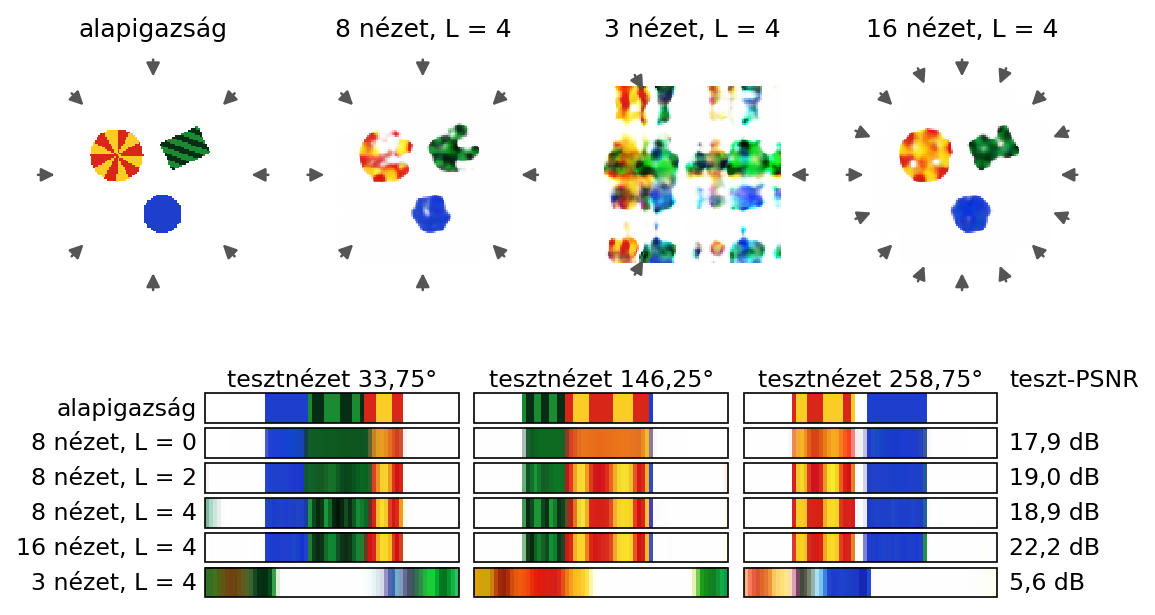 alapigazság
8 nézet, L = 4
3 nézet, L = 4
16 nézet, L = 4
tesztnézet 33,75°
tesztnézet 146,25°
tesztnézet 258,75°
teszt-PSNR
alapigazság
8 nézet, L = 0
17,9 dB
8 nézet, L = 2
19,0 dB
8 nézet, L = 4
18,9 dB
16 nézet, L = 4
22,2 dB
3 nézet, L = 4
5,6 dB